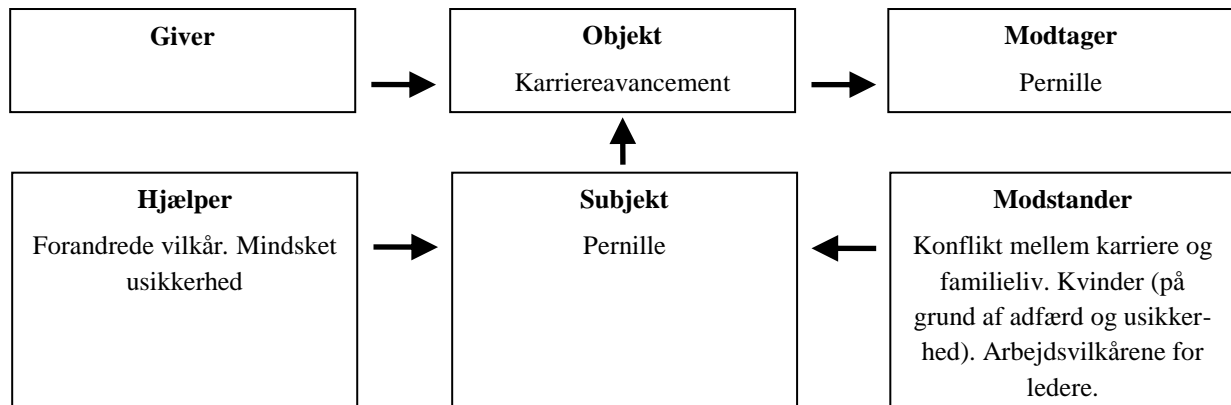 Giver
Objekt
Karriereavancement
Modtager
Pernille
Hjælper
Forandrede vilkår. Mindsket
usikkerhed
Subjekt
Pernille
Modstander
Konflikt mellem karriere og
familieliv. Kvinder (på
grund af adfærd og usikker-
hed). Arbejdsvilkårene for
ledere.